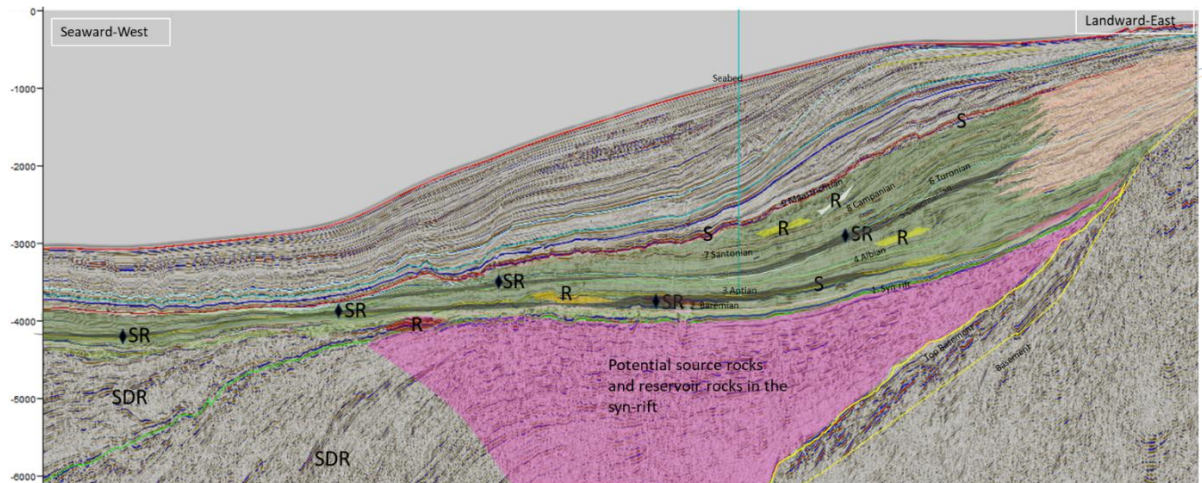 Seaward-West
Landward-East
0
-1000
-2000
-3000
-4000
-5000
-6000
Seabed
S
9 Maastrichtian
8 Campanian
6 Turonian
R
R
S
SR
R
7 Santonian
4 Albian
SR
3 Aptian
S
1. Syn-rift
R
SR
Baremian
SR
R
SR
Top Basement
Basement
Potential source rocks
and reservoir rocks in the
syn-rift
SDR
SDR